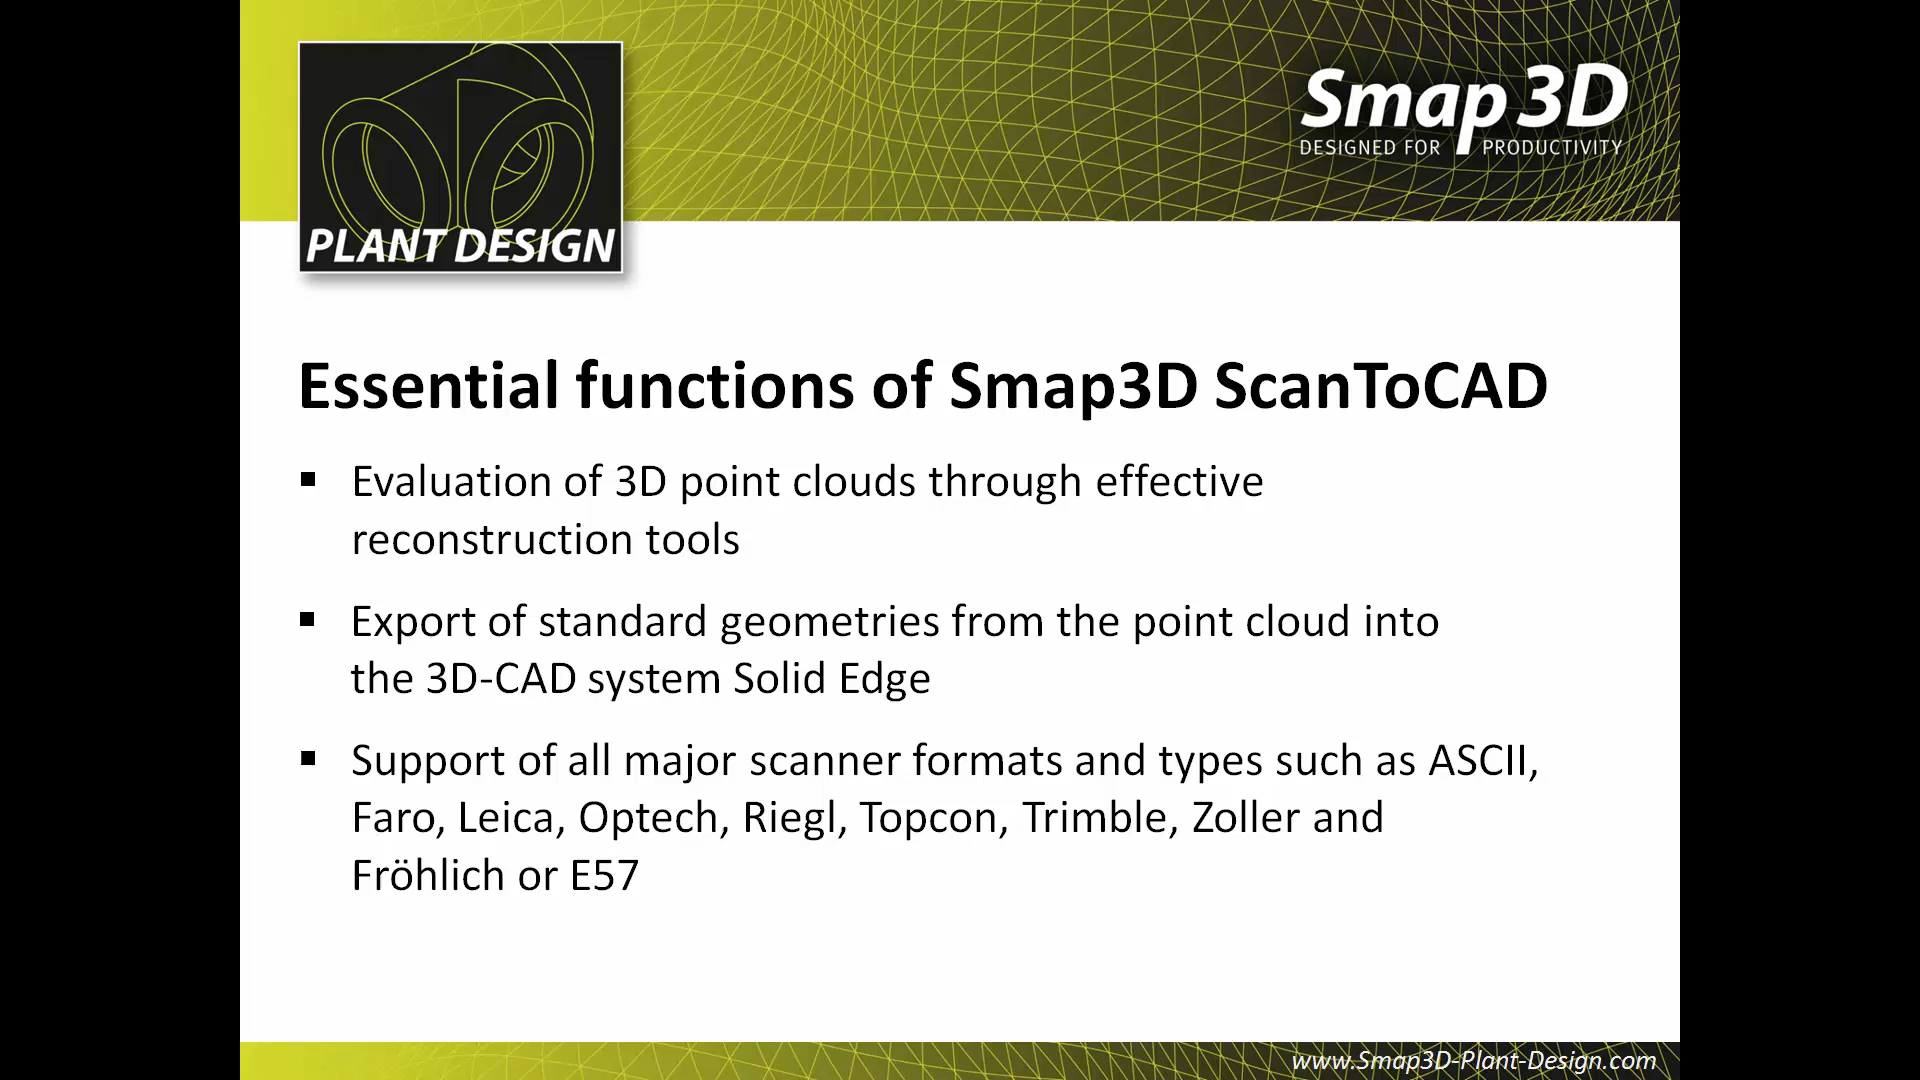 PLANT DESIGN
Smap 3D
DESIGNED FOR PRODUCTIVITY
Essential functions of Smap3D ScanToCAD
▪ Evaluation of 3D point clouds through effective
reconstruction tools
▪ Export of standard geometries from the point cloud into
the 3D-CAD system Solid Edge
▪ Support of all major scanner formats and types such as ASCII,
Faro, Leica, Optech, Riegl, Topcon, Trimble, Zoller and
Fröhlich or E57
www.Smap3D-Plant-Design.com